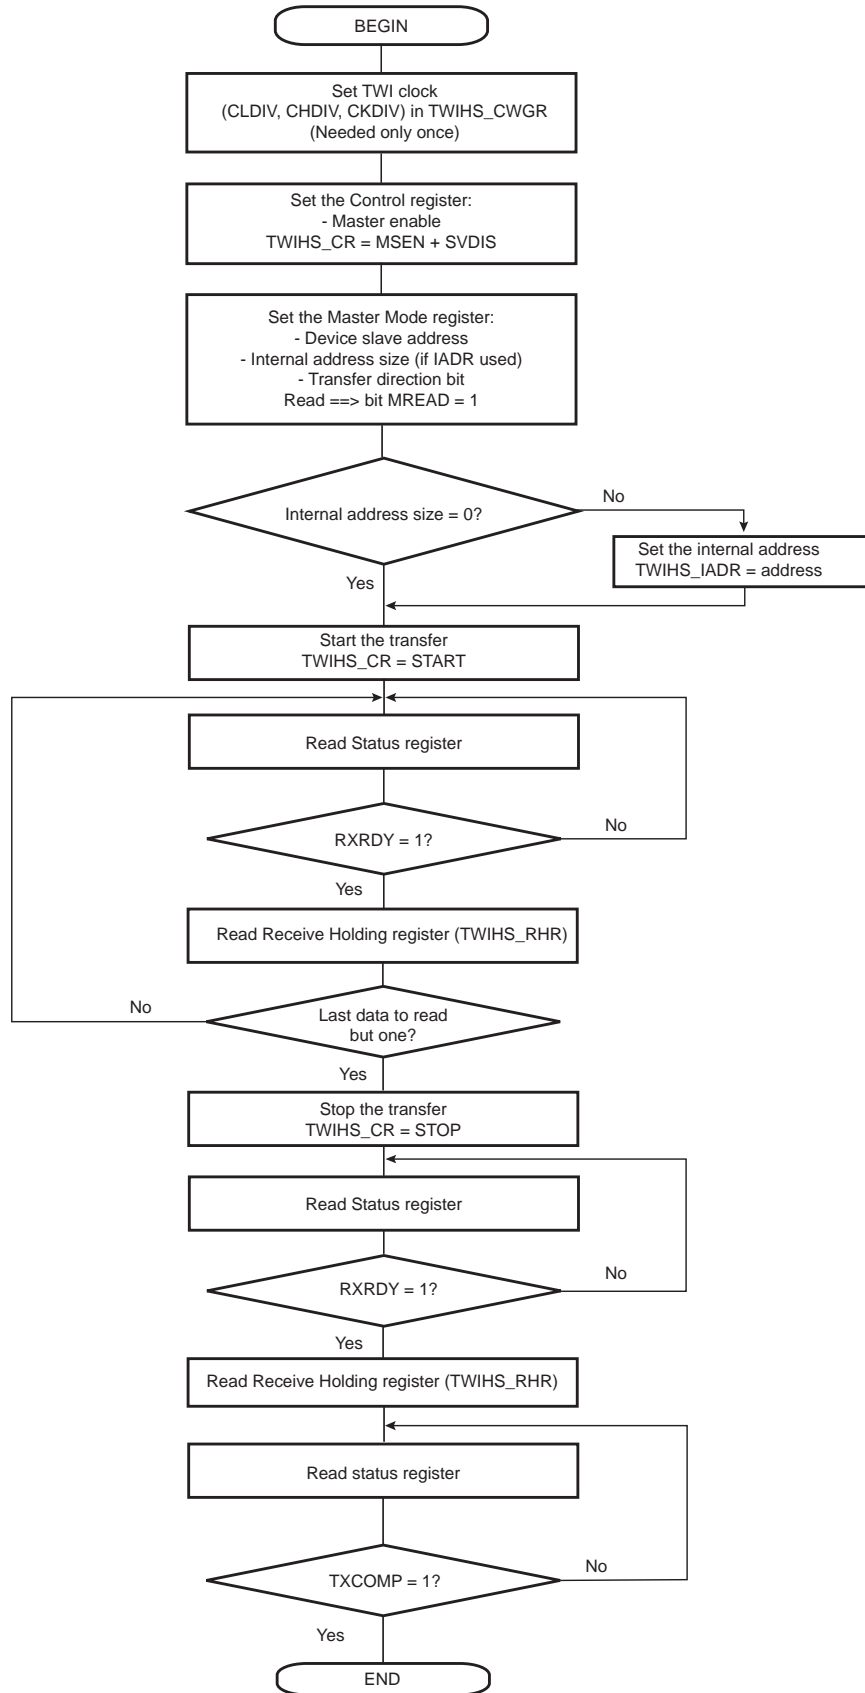 BEGIN
Set TWI clock
(CLDIV, CHDIV, CKDIV) in TWIHS_CWGR
(Needed only once)
Set the Control register:
- Master enable
TWIHS_CR = MSEN + SVDIS
Set the Master Mode register:
- Device slave address
- Internal address size (if IADR used)
- Transfer direction bit
Read ==> bit MREAD = 1
Internal address size = 0?
No
Set the internal address
TWIHS_IADR = address
Yes
Start the transfer
TWIHS_CR = START
Read Status register
RXRDY = 1?
No
Yes
Read Receive Holding register (TWIHS_RHR)
No
Last data to read
but one?
Yes
Stop the transfer
TWIHS_CR = STOP
Read Status register
RXRDY = 1?
No
Yes
Read Receive Holding register (TWIHS_RHR)
Read status register
TXCOMP = 1?
No
Yes
END